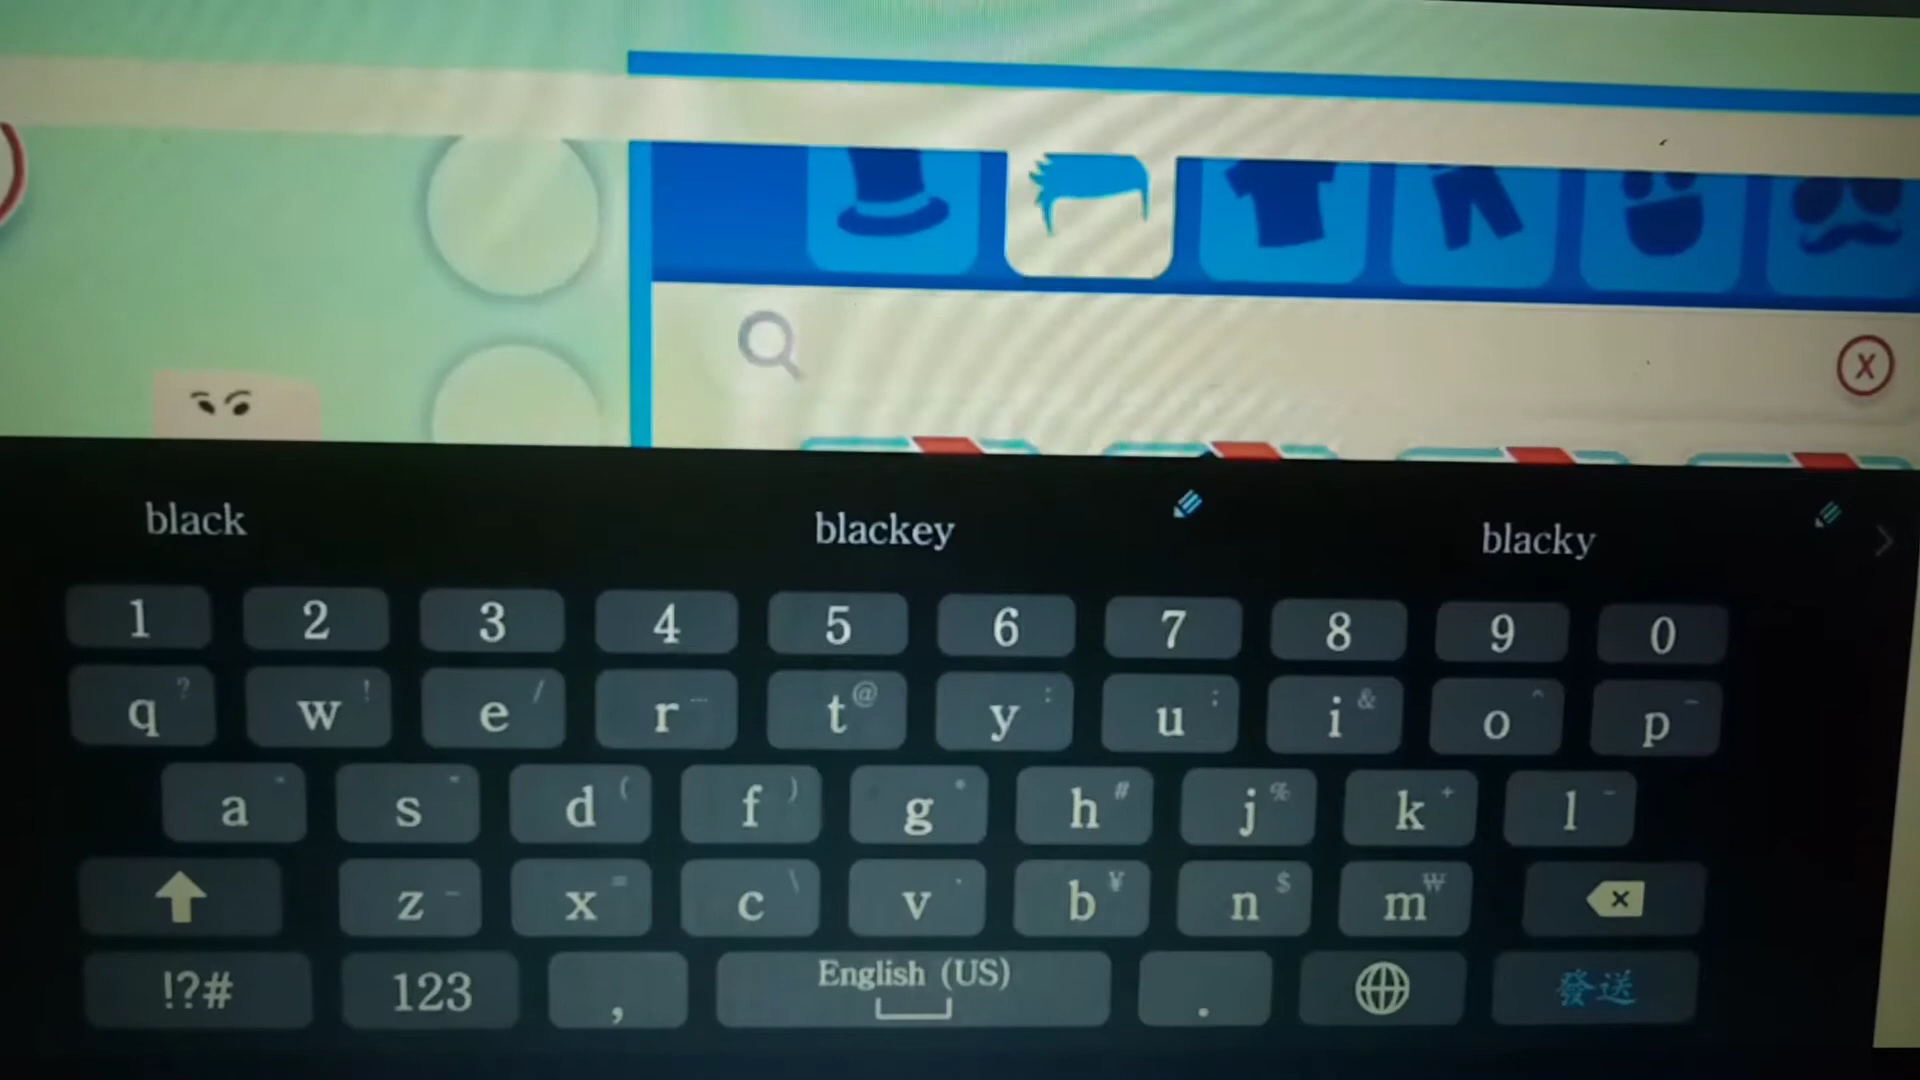 X
black blackey blacky
1 2 3 4 5 6 7 8 9 0
q ? w ! e / r t @ y : u ; i & o ^ p
a s d ( f ) g h # j % k + l -
z x = c \ v b ¥ n $ m ₩
!?# 123 , English (US) . 發送